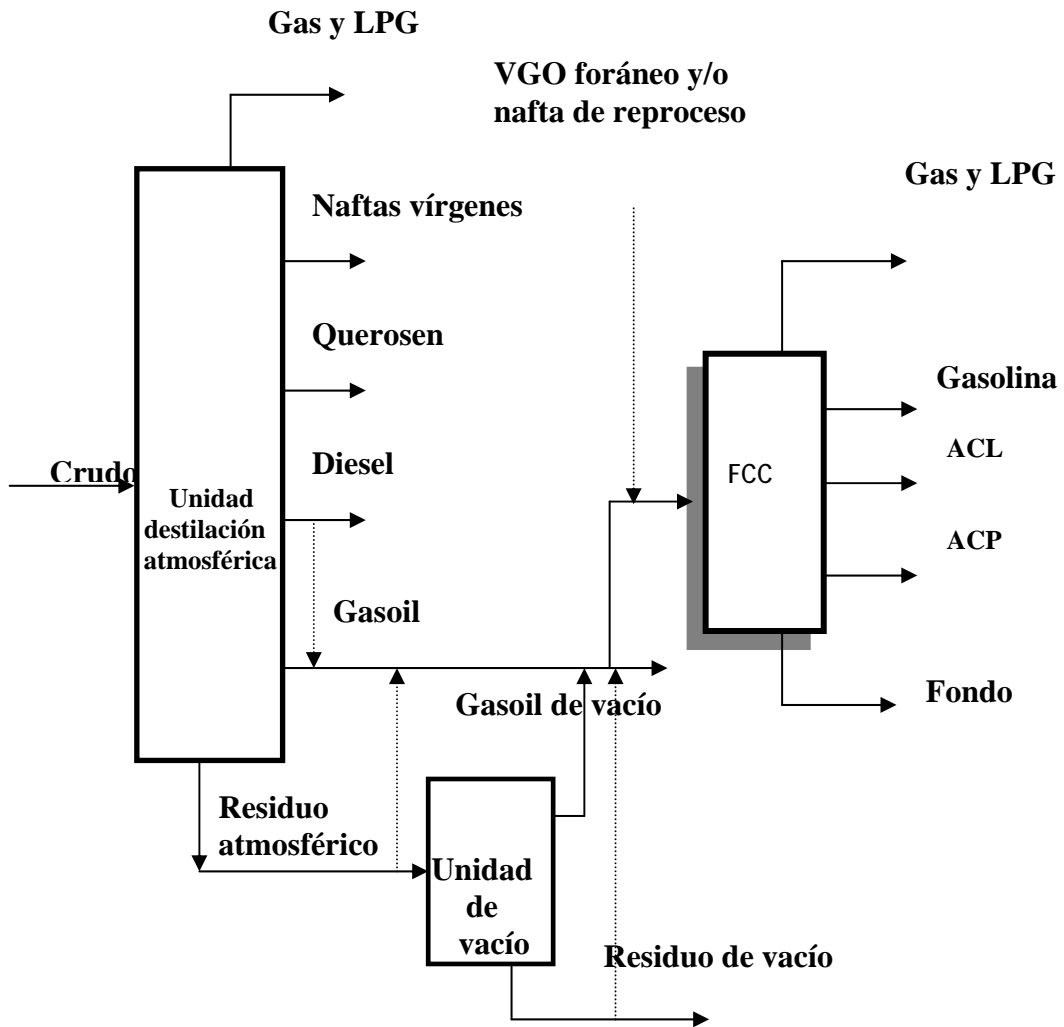 Gas y LPG
VGO foráneo y/o
nafta de reproceso
Gas y LPG
Naftas vírgenes
Querosen
Gasolina
Diesel
ACL
Crudo
FCC
Unidad
destilación
atmosférica
ACP
Gasoil
Gasoil de vacío
Fondo
Residuo
atmosférico
Unidad
de
vacío
Residuo de vacío